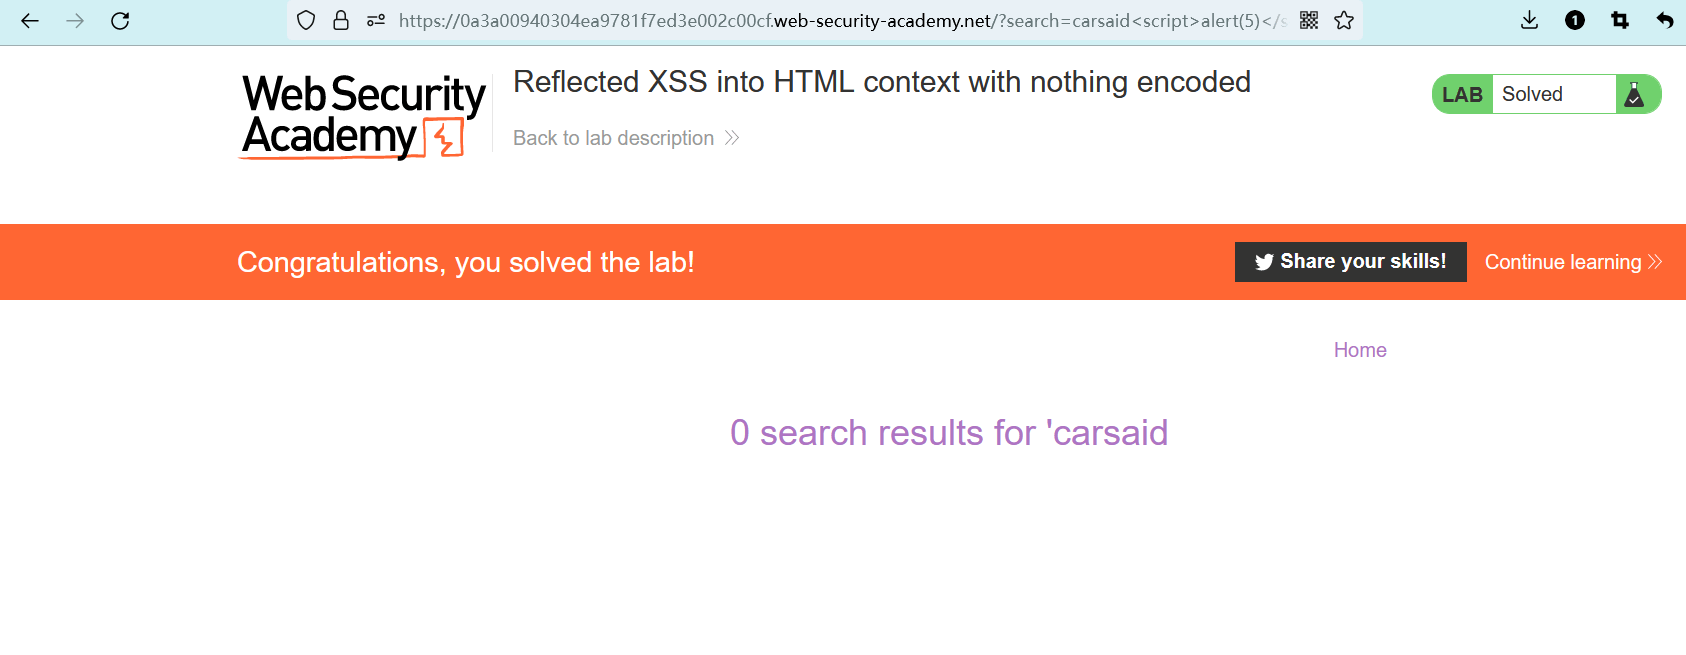 https://0a3a00940304ea9781f7ed3e002c00cf.web-security-academy.net/?search=carsaid<script>alert(5)</s
1
Web Security
Academy
Reflected XSS into HTML context with nothing encoded
Back to lab description
LAB Solved
Congratulations, you solved the lab!
Share your skills!
Continue learning
Home
0 search results for 'carsaid